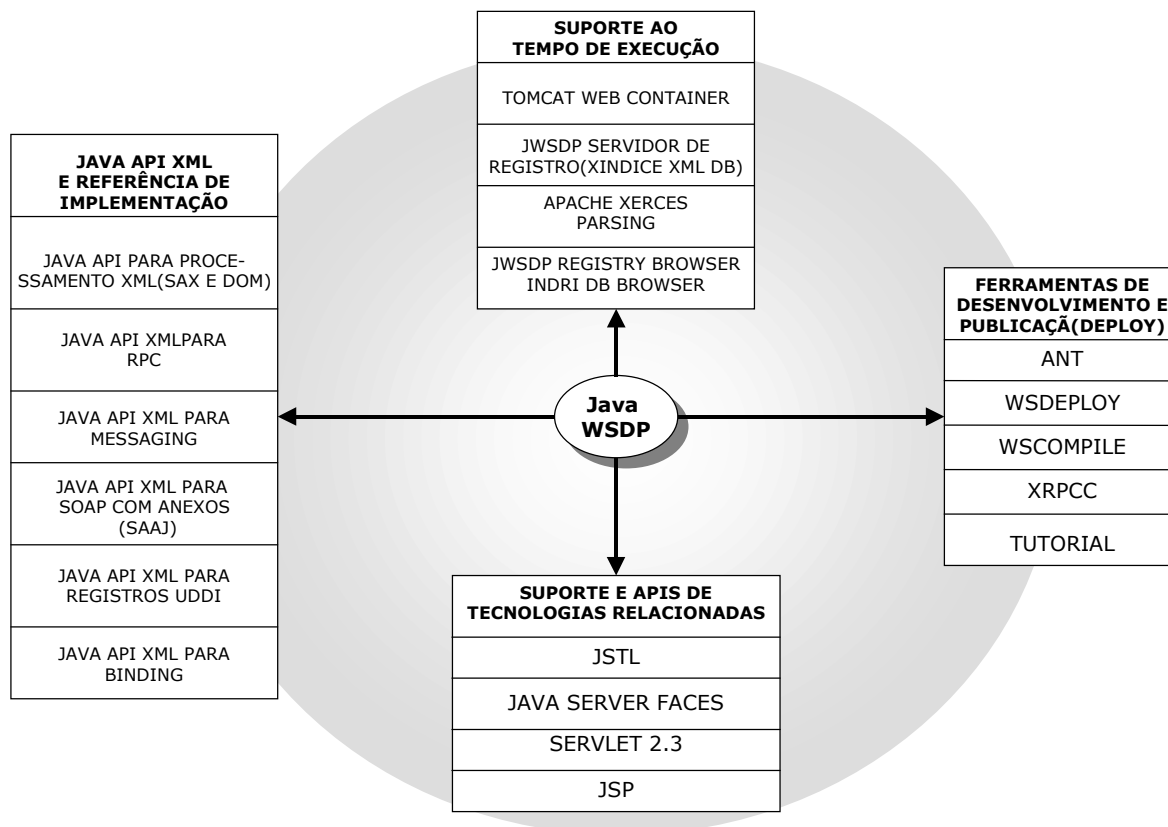 SUPORTE AO
TEMPO DE EXECUÇÃO
TOMCAT WEB CONTAINER
JWSDP SERVIDOR DE
REGISTRO(XINDICE XML DB)
APACHE XERCES
PARSING
JWSDP REGISTRY BROWSER
INDRI DB BROWSER
JAVA API XML
E REFERÊNCIA DE
IMPLEMENTAÇÃO
JAVA API PARA PROCE-
SSAMENTO XML(SAX E DOM)
JAVA API XMLPARA
RPC
JAVA API XML PARA
MESSAGING
JAVA API XML PARA
SOAP COM ANEXOS
(SAAJ)
JAVA API XML PARA
REGISTROS UDDI
JAVA API XML PARA
BINDING
Java
WSDP
FERRAMENTAS DE
DESENVOLVIMENTO E
PUBLICAÇÃ(DEPLOY)
ANT
WSDEPLOY
WSCOMPILE
XRPCC
TUTORIAL
SUPORTE E APIS DE
TECNOLOGIAS RELACIONADAS
JSTL
JAVA SERVER FACES
SERVLET 2.3
JSP